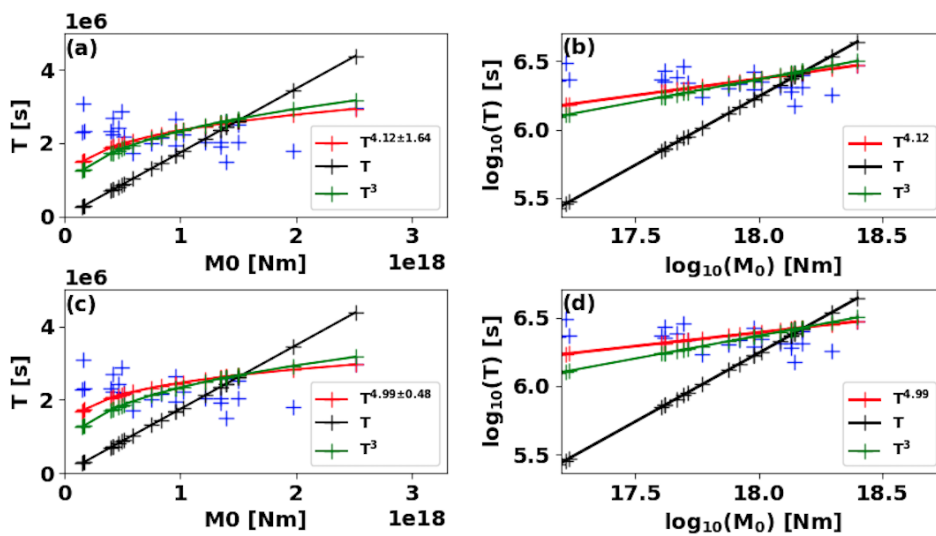 1e6
(a)
T [s]
4
2
0
T^4.12±1.64
T
T^3
0 1 2 3
M0 [Nm]
1e18
(b)
log₁₀(T) [s]
6.5
6.0
5.5
T^4.12
T
T^3
17.5 18.0 18.5
log₁₀(M₀) [Nm]
1e6
(c)
T [s]
4
2
0
T^4.99±0.48
T
T^3
0 1 2 3
M0 [Nm]
1e18
(d)
log₁₀(T) [s]
6.5
6.0
5.5
T^4.99
T
T^3
17.5 18.0 18.5
log₁₀(M₀) [Nm]